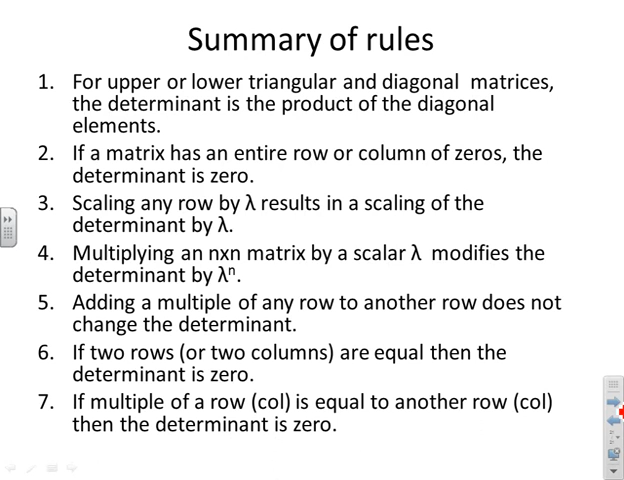 Summary of rules
1. For upper or lower triangular and diagonal matrices,
the determinant is the product of the diagonal
elements.
2. If a matrix has an entire row or column of zeros, the
determinant is zero.
3. Scaling any row by λ results in a scaling of the
determinant by λ.
4. Multiplying an nxn matrix by a scalar λ modifies the
determinant by λⁿ.
5. Adding a multiple of any row to another row does not
change the determinant.
6. If two rows (or two columns) are equal then the
determinant is zero.
7. If multiple of a row (col) is equal to another row (col)
then the determinant is zero.